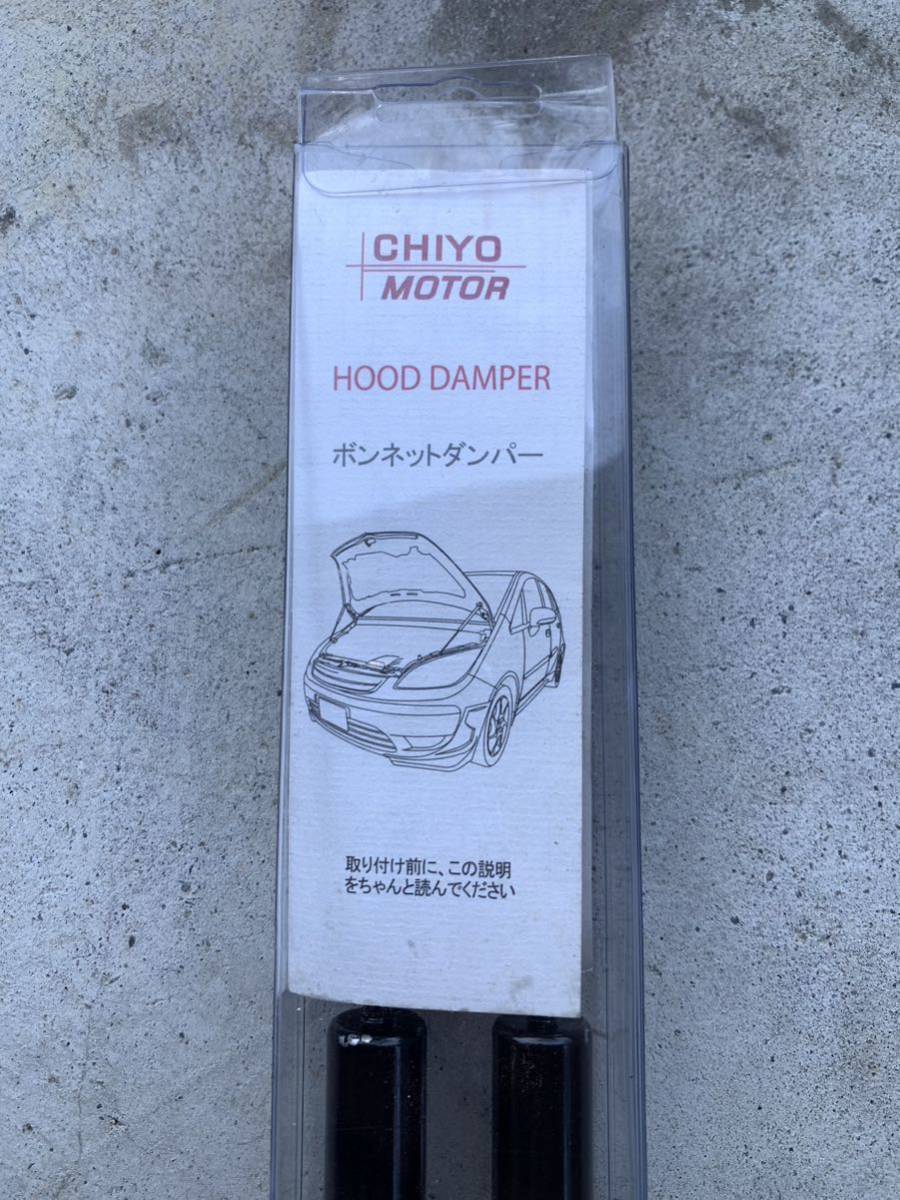 CHIYO
MOTOR
HOOD DAMPER
ボンネットダンパー
取り付け前に、この説明
をちゃんと読んでください